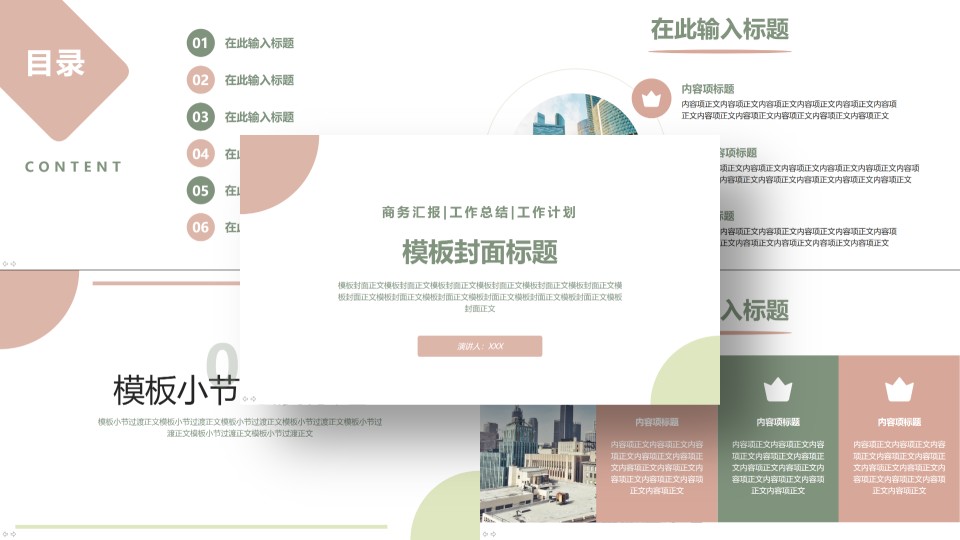 目录
CONTENT
01 在此输入标题
02 在此输入标题
03 在此输入标题
04 在
05 在
06 在
在此输入标题
内容项标题
内容项正文内容项正文内容项正文内容项正文内容项正文内容项
正文内容项正文内容项正文内容项正文内容项正文内容项正文
项标题
项正文内容项正文内容项正文内容项正文内容项正文内容项
内容项正文内容项正文内容项正文内容项正文内容项正文
标题
项正文内容项正文内容项正文内容项正文内容项
内容项正文内容项正文内容项正文内容项正文
商务汇报|工作总结|工作计划
模板封面标题
模板封面正文模板封面正文模板封面正文模板封面正文模板封面正文模板封面正文模
板封面正文模板封面正文模板封面正文模板封面正文模板封面正文模板封面正文模板
封面正文
演讲人：XXX
0
模板小节
模板小节过渡正文模板小节过渡正文模板小节过渡正文模板小节过渡正文模板小节过
渡正文模板小节过渡正文模板小节过渡正文
入标题
内容项标题
内容项正文内容项正文内容
项正文内容项正文内容项正
文内容项正文内容项正文内
容项正文内容项正文内容项
正文内容项正文
内容项标题
内容项正文内容项正文内容
项正文内容项正文内容项正
文内容项正文内容项正文内
容项正文内容项正文内容项
正文内容项正文
内容项标题
内容项正文内容项正文内容
项正文内容项正文内容项正
文内容项正文内容项正文内
容项正文内容项正文内容项
正文内容项正文